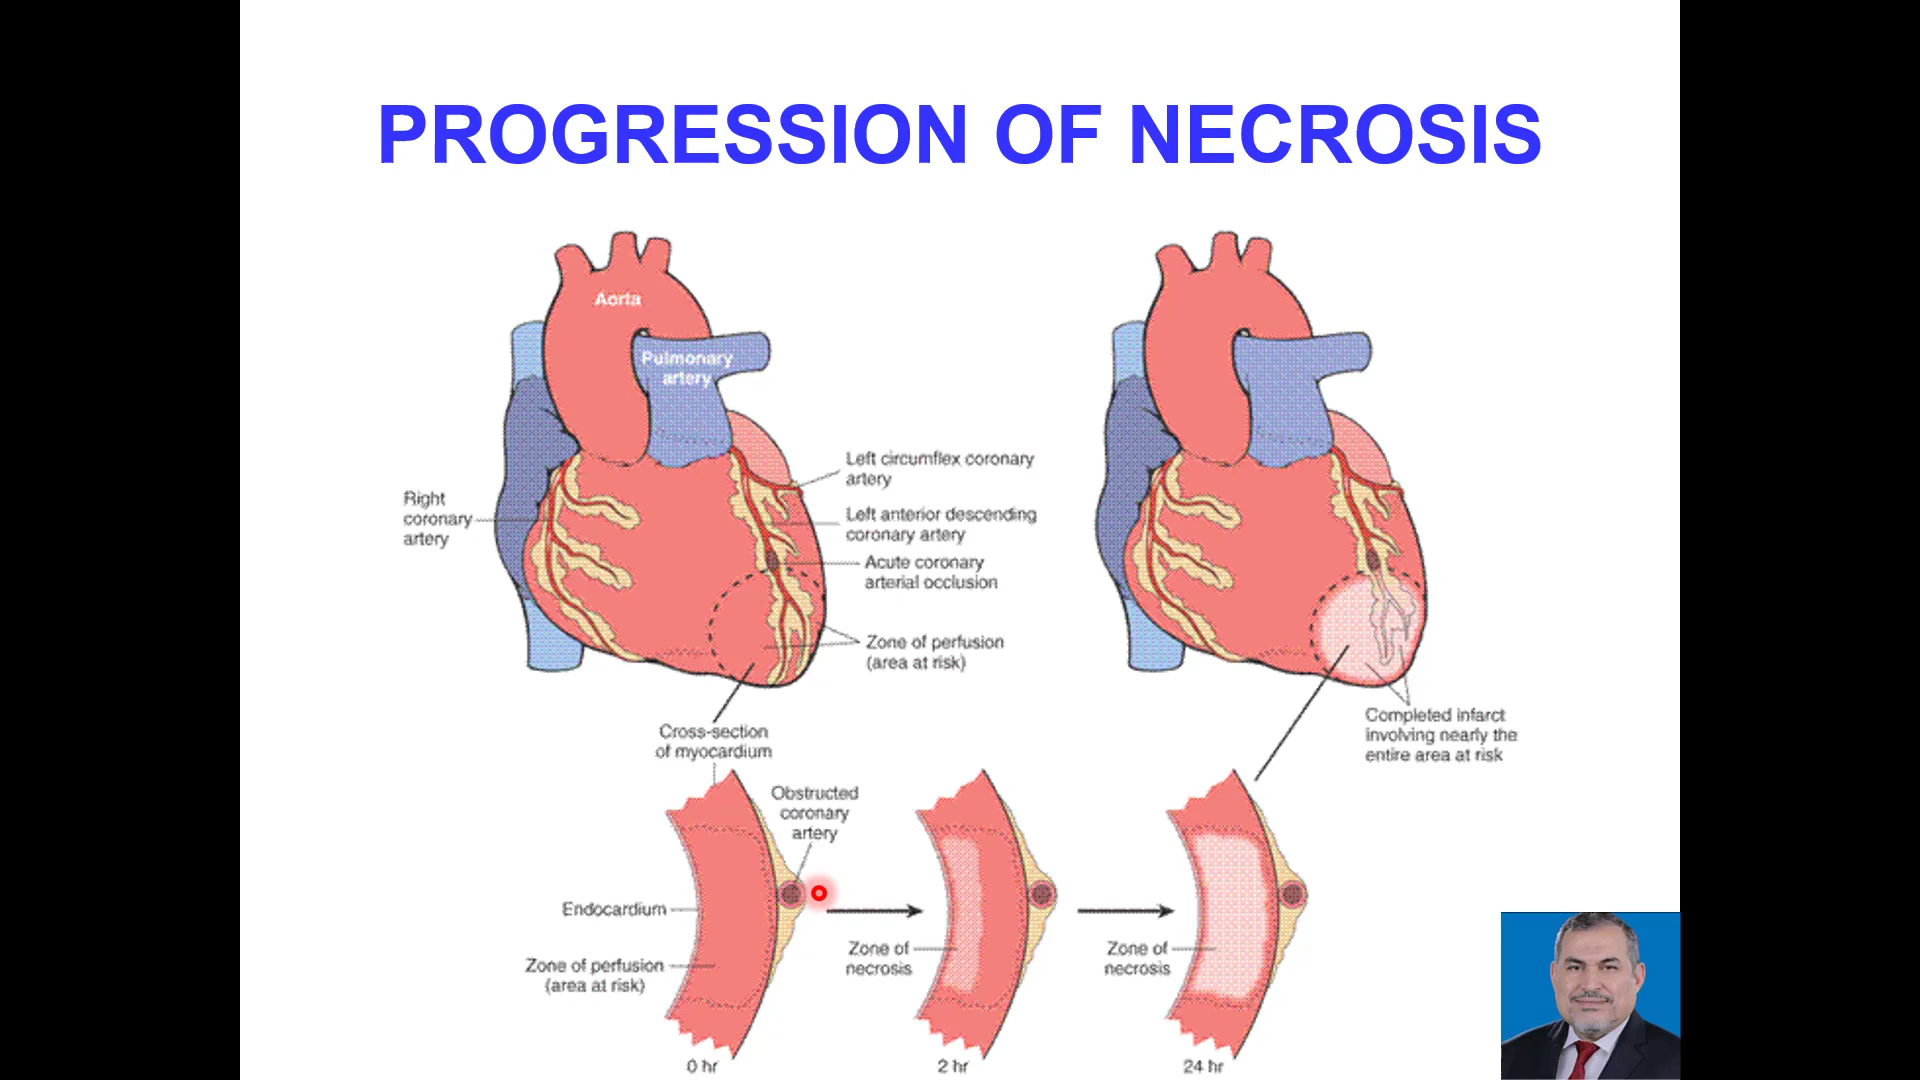 PROGRESSION OF NECROSIS
Aorta
Pulmonary
artery
Right
coronary
artery
Left circumflex coronary
artery
Left anterior descending
coronary artery
Acute coronary
arterial occlusion
Zone of perfusion
(area at risk)
Cross-section
of myocardium
Completed infarct
involving nearly the
entire area at risk
Obstructed
coronary
artery
Endocardium
Zone of perfusion
(area at risk)
Zone of
necrosis
Zone of
necrosis
0 hr
2 hr
24 hr